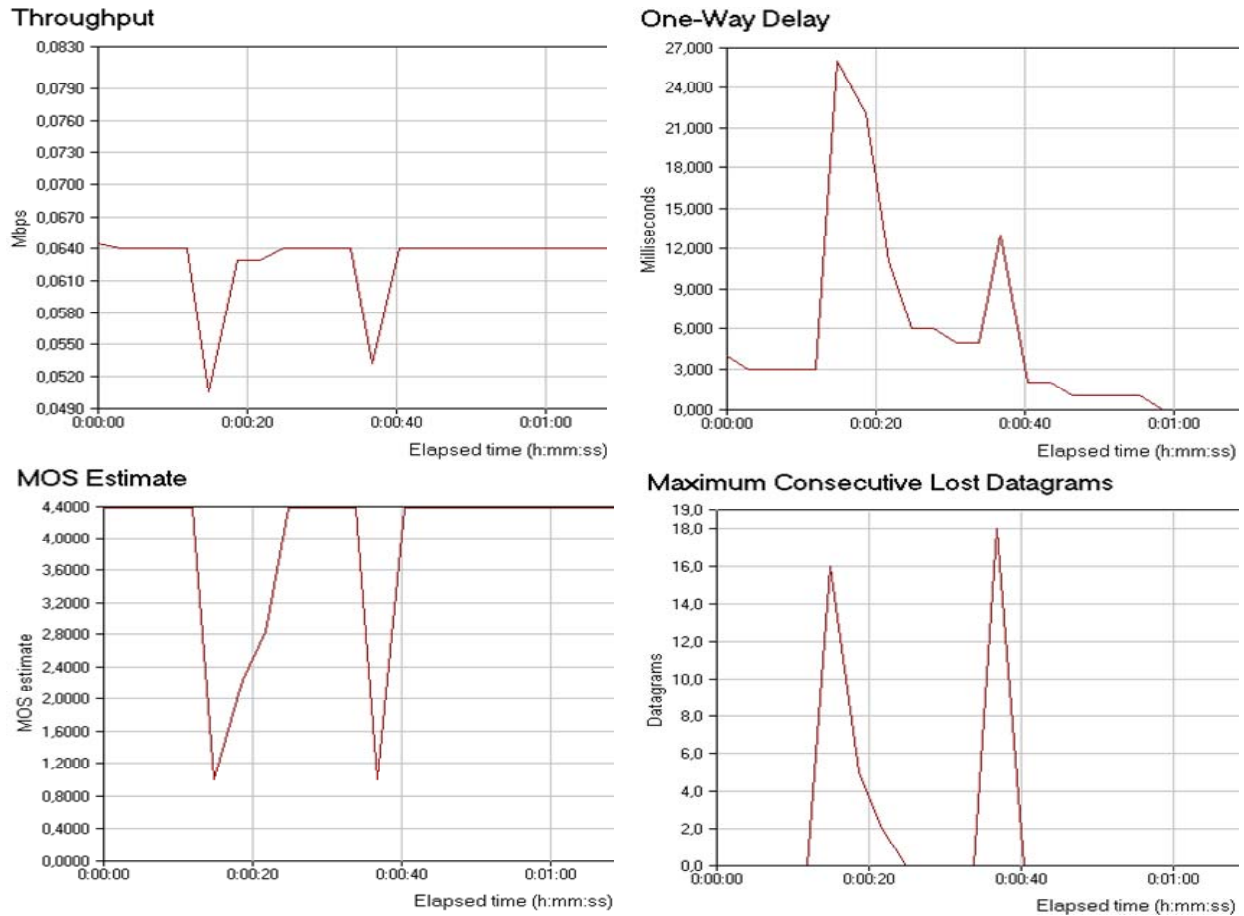 Throughput
0,0830
0,0790
0,0760
0,0730
0,0700
0,0670
0,0640
0,0610
0,0580
0,0550
0,0520
0,0490
Mbps
0:00:00 0:00:20 0:00:40 0:01:00
Elapsed time (h:mm:ss)
One-Way Delay
27,000
24,000
21,000
18,000
15,000
12,000
9,000
6,000
3,000
0,000
Milliseconds
0:00:00 0:00:20 0:00:40 0:01:00
Elapsed time (h:mm:ss)
MOS Estimate
4,4000
4,0000
3,6000
3,2000
2,8000
2,4000
2,0000
1,6000
1,2000
0,8000
0,4000
0,0000
MOS estimate
0:00:00 0:00:20 0:00:40 0:01:00
Elapsed time (h:mm:ss)
Maximum Consecutive Lost Datagrams
19,0
18,0
16,0
14,0
12,0
10,0
8,0
6,0
4,0
2,0
0,0
Datagrams
0:00:00 0:00:20 0:00:40 0:01:00
Elapsed time (h:mm:ss)